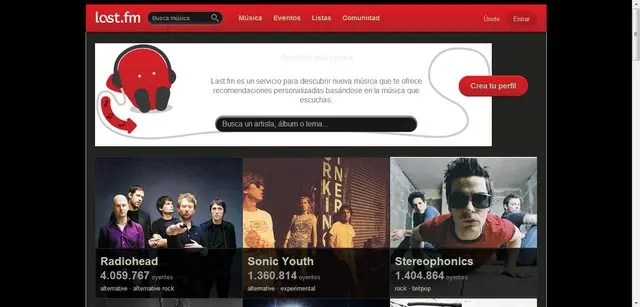 last.fm
Busca música
Música
Eventos
Listas
Comunidad
Únete
Entrar
Last.fm es un servicio para descubrir nueva música que te ofrece
recomendaciones personalizadas basándose en la música que
escuchas.
Crea tu perfil
Busca un artista, álbum o tema...
Radiohead
4.059.767 oyentes
alternative · alternative rock
Sonic Youth
1.360.814 oyentes
alternative · experimental
Stereophonics
1.404.864 oyentes
rock · britpop